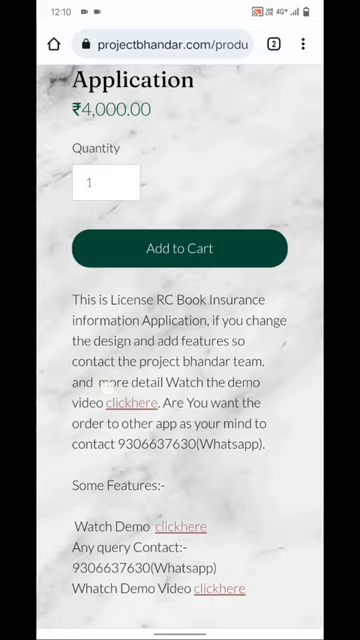 12:10
4G+
projectbhandar.com/produ
2
Application
₹4,000.00
Quantity
1
Add to Cart
This is License RC Book Insurance
information Application, if you change
the design and add features so
contact the project bhandar team.
and more detail Watch the demo
video clickhere. Are You want the
order to other app as your mind to
contact 9306637630(Whatsapp).
Some Features:-
Watch Demo clickhere
Any query Contact:-
9306637630(Whatsapp)
Whatch Demo Video clickhere